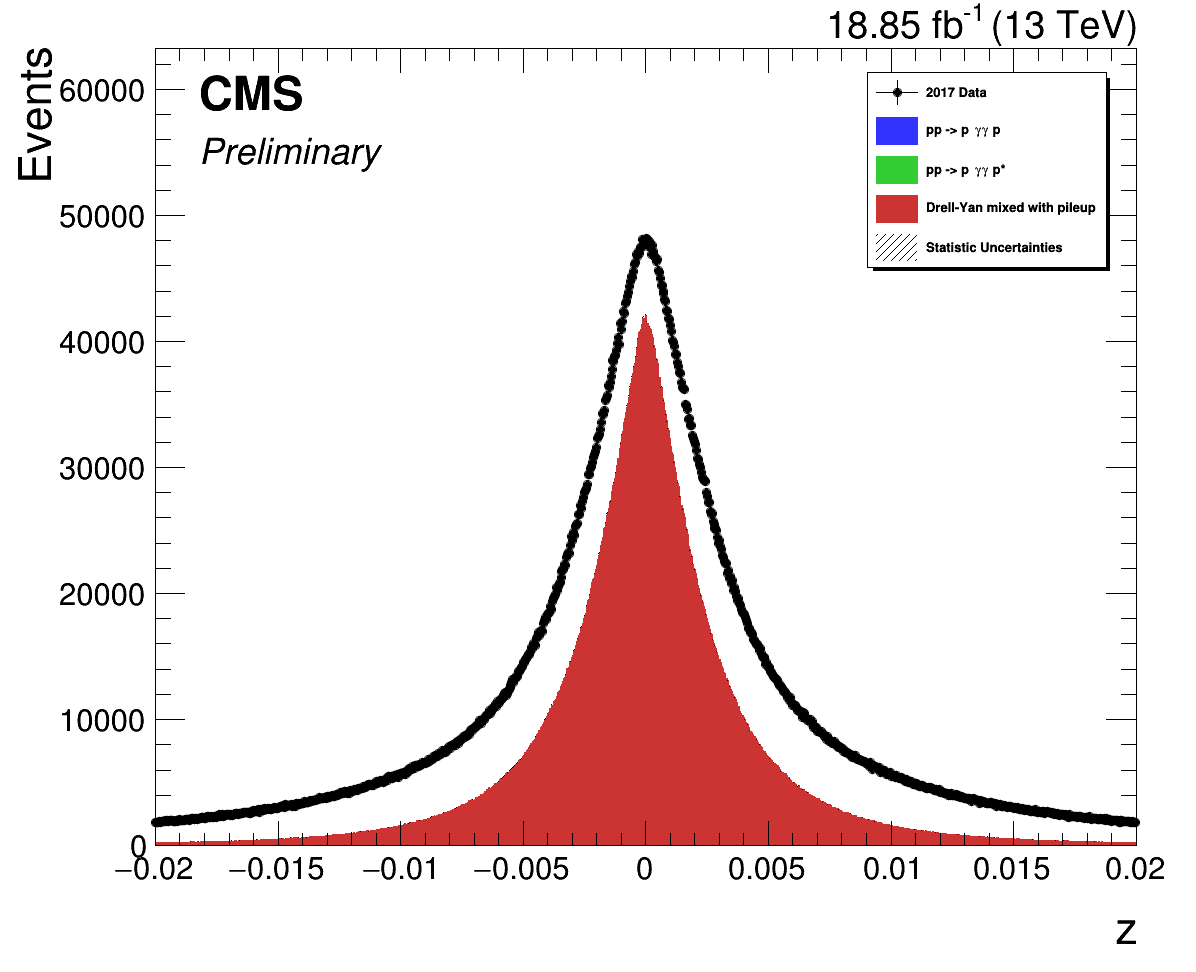 18.85 fb⁻¹ (13 TeV)
Events
CMS
Preliminary
2017 Data
pp -> p γγ p
pp -> p γγ p*
Drell-Yan mixed with pileup
Statistic Uncertainties
60000
50000
40000
30000
20000
10000
0
−0.02 −0.015 −0.01 −0.005 0 0.005 0.01 0.015 0.02
z